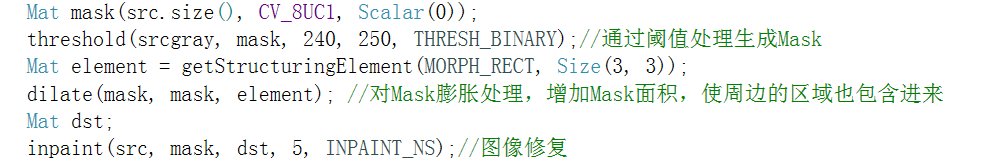 Mat mask(src.size(), CV_8UC1, Scalar(0));
threshold(srcgray, mask, 240, 250, THRESH_BINARY);//通过阈值处理生成Mask
Mat element = getStructuringElement(MORPH_RECT, Size(3, 3));
dilate(mask, mask, element); //对Mask膨胀处理，增加Mask面积，使周边的区域也包含进来
Mat dst;
inpaint(src, mask, dst, 5, INPAINT_NS);//图像修复